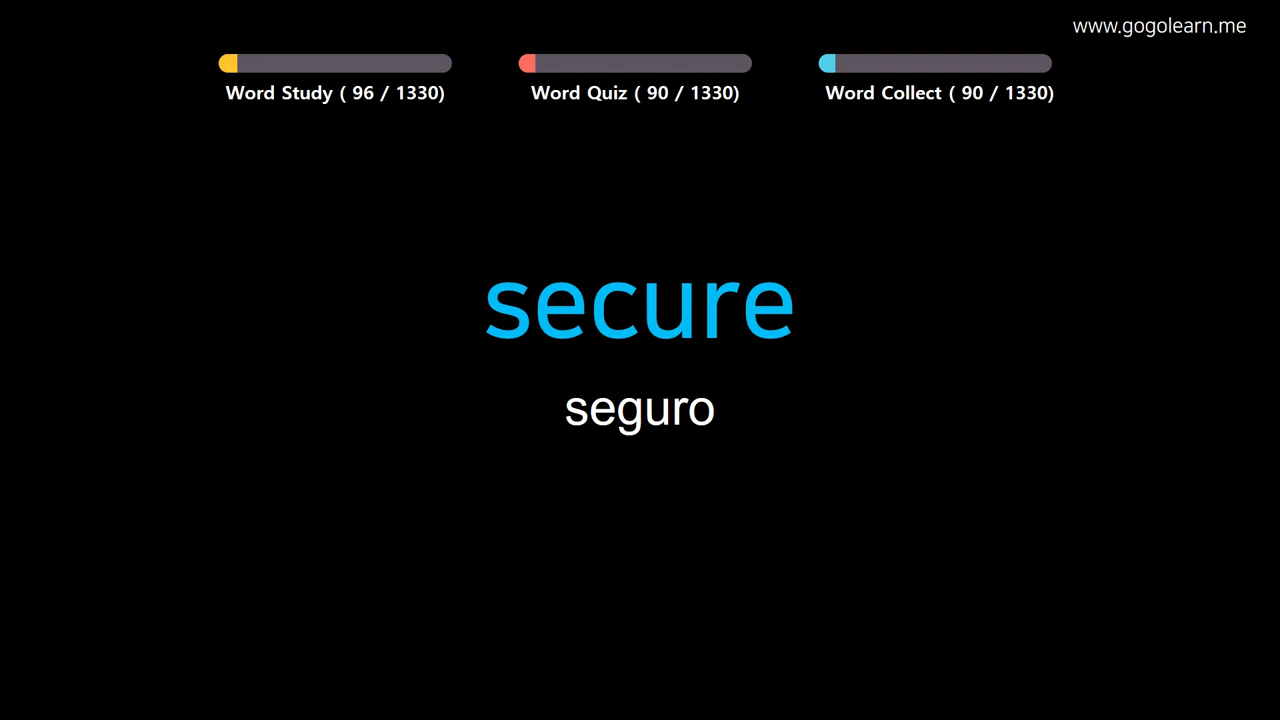 www.gogolearn.me
Word Study ( 96 / 1330)
Word Quiz ( 90 / 1330)
Word Collect ( 90 / 1330)
secure
seguro